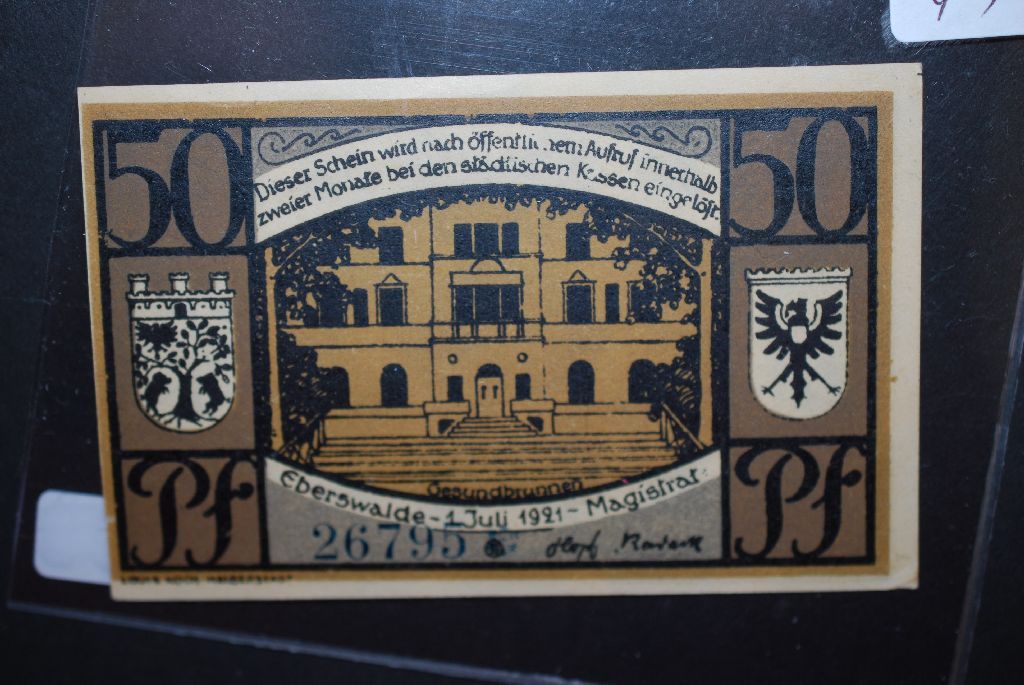 50
50
Dieser Schein wird nach öffentlichem Aufruf innerhalb
zweier Monate bei den städtischen Kassen eingelöst.
Gesundbrunnen
Eberswalde - 1 Juli 1921 - Magistrat:
26795
Hopf
Pf
Pf